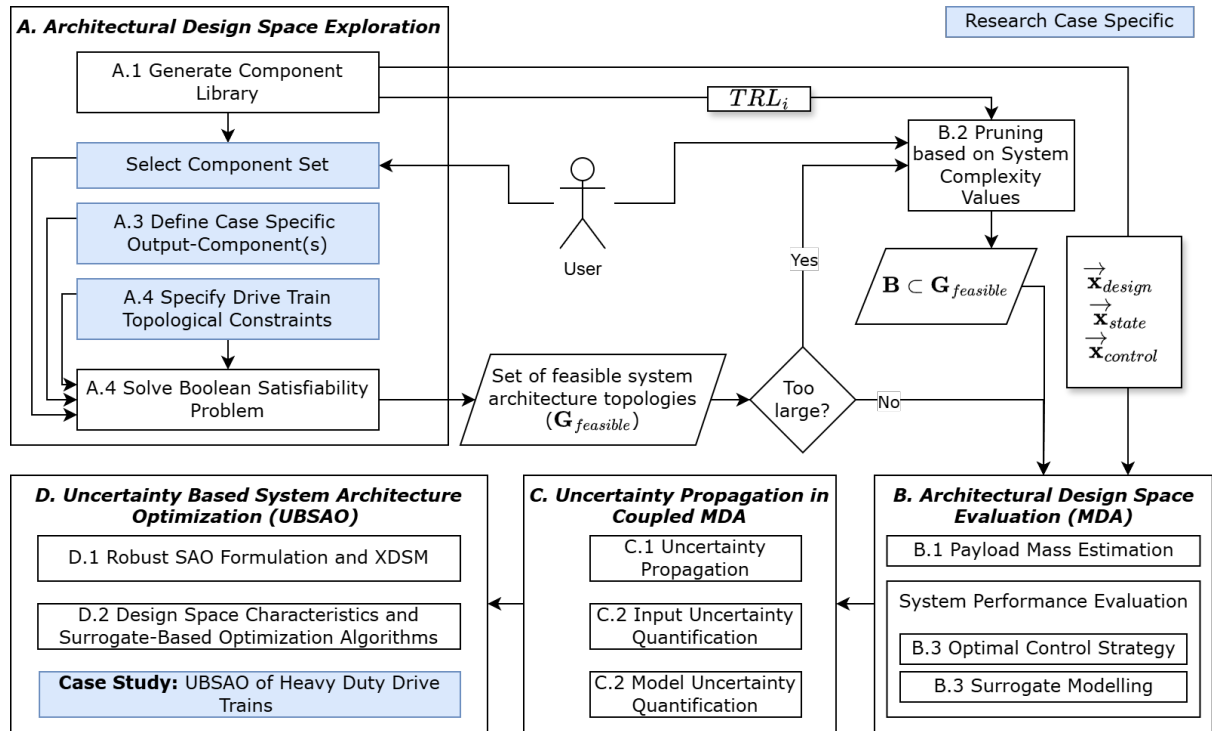 A. Architectural Design Space Exploration
Research Case Specific
A.1 Generate Component
Library
TRL_i
Select Component Set
B.2 Pruning
based on System
Complexity
Values
A.3 Define Case Specific
Output-Component(s)
User
Yes
A.4 Specify Drive Train
Topological Constraints
B ⊂ G_feasible
x⃗_design
x⃗_state
x⃗_control
A.4 Solve Boolean Satisfiability
Problem
Set of feasible system
architecture topologies
(G_feasible)
Too
large?
No
D. Uncertainty Based System Architecture
Optimization (UBSAO)
D.1 Robust SAO Formulation and XDSM
D.2 Design Space Characteristics and
Surrogate-Based Optimization Algorithms
Case Study: UBSAO of Heavy Duty Drive
Trains
C. Uncertainty Propagation in
Coupled MDA
C.1 Uncertainty
Propagation
C.2 Input Uncertainty
Quantification
C.2 Model Uncertainty
Quantification
B. Architectural Design Space
Evaluation (MDA)
B.1 Payload Mass Estimation
System Performance Evaluation
B.3 Optimal Control Strategy
B.3 Surrogate Modelling